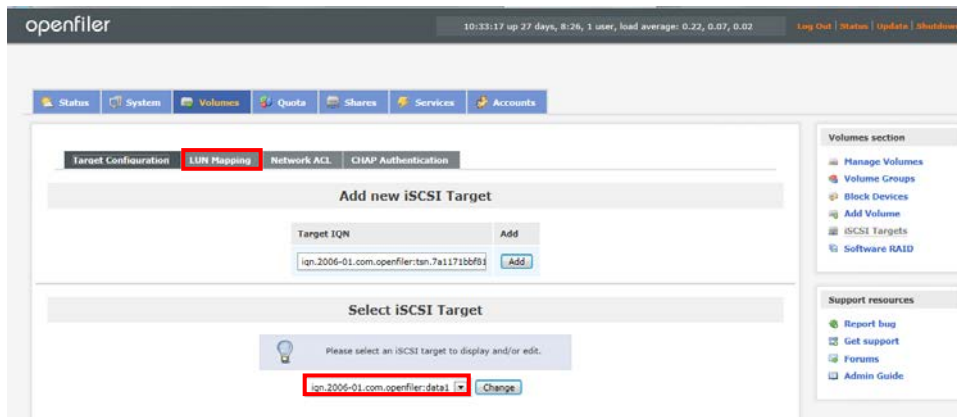 openfiler
10:33:17 up 27 days, 8:26, 1 user, load average: 0.22, 0.07, 0.02
Log Out | Status | Update | Shutdown
Status System Volumes Quota Shares Services Accounts
Target Configuration LUN Mapping Network ACL CHAP Authentication
Add new iSCSI Target
Target IQN Add
iqn.2006-01.com.openfiler:tsn.7a1171bbf81 Add
Select iSCSI Target
Please select an iSCSI target to display and/or edit.
iqn.2006-01.com.openfiler:data1 Change
Volumes section
Manage Volumes
Volume Groups
Block Devices
Add Volume
iSCSI Targets
Software RAID
Support resources
Report bug
Get support
Forums
Admin Guide